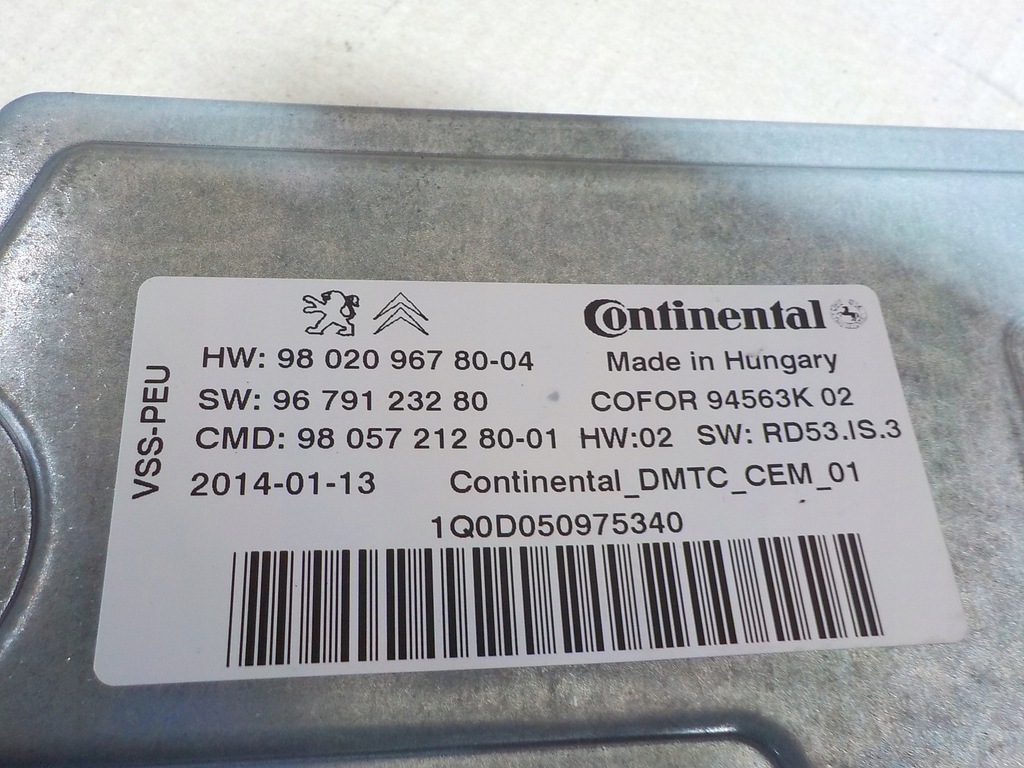 Continental
HW: 98 020 967 80-04 Made in Hungary
SW: 96 791 232 80 COFOR 94563K 02
CMD: 98 057 212 80-01 HW:02 SW: RD53.IS.3
2014-01-13 Continental_DMTC_CEM_01
1Q0D050975340
VSS-PEU